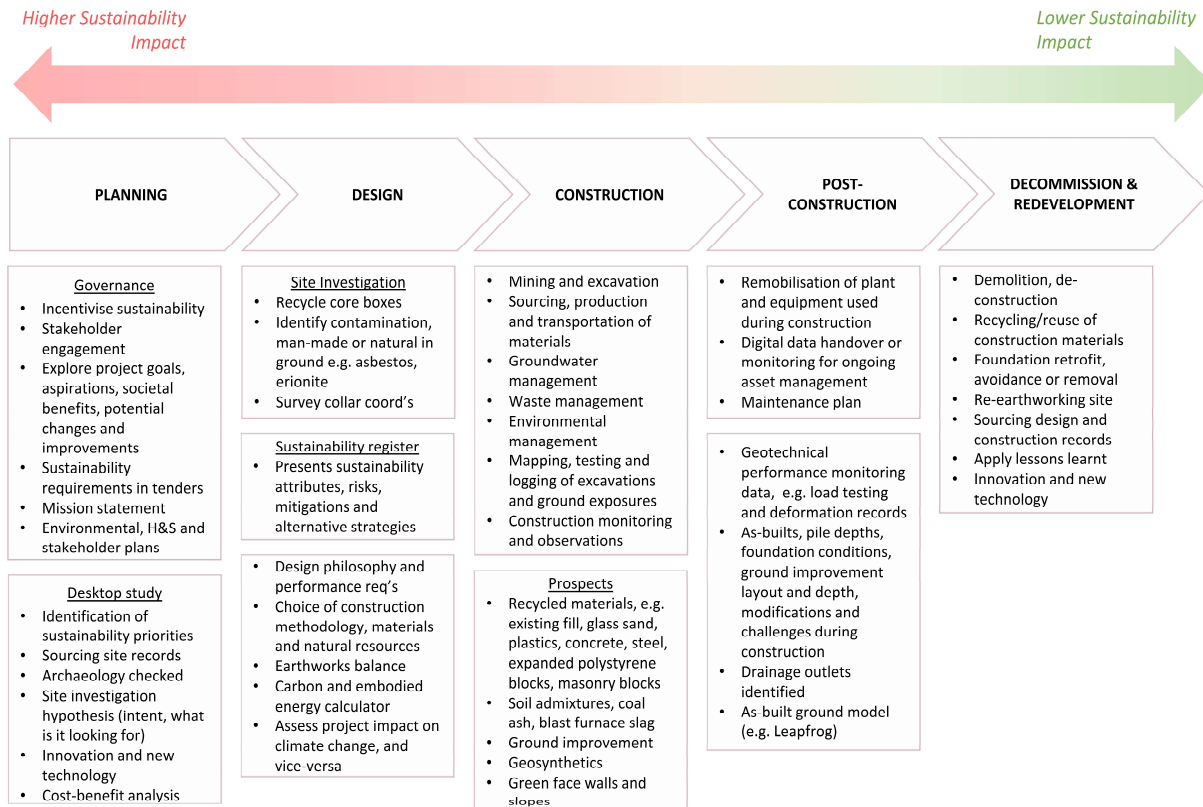 Higher Sustainability
Impact
Lower Sustainability
Impact
PLANNING
DESIGN
CONSTRUCTION
POST-
CONSTRUCTION
DECOMMISSION &
REDEVELOPMENT
Governance
• Incentivise sustainability
• Stakeholder
engagement
• Explore project goals,
aspirations, societal
benefits, potential
changes and
improvements
• Sustainability
requirements in tenders
• Mission statement
• Environmental, H&S and
stakeholder plans
Desktop study
• Identification of
sustainability priorities
• Sourcing site records
• Archaeology checked
• Site investigation
hypothesis (intent, what
is it looking for)
• Innovation and new
technology
• Cost-benefit analysis
Site Investigation
• Recycle core boxes
• Identify contamination,
man-made or natural in
ground e.g. asbestos,
erionite
• Survey collar coord's
Sustainability register
• Presents sustainability
attributes, risks,
mitigations and
alternative strategies
• Design philosophy and
performance req's
• Choice of construction
methodology, materials
and natural resources
• Earthworks balance
• Carbon and embodied
energy calculator
• Assess project impact on
climate change, and
vice-versa
• Mining and excavation
• Sourcing, production
and transportation of
materials
• Groundwater
management
• Waste management
• Environmental
management
• Mapping, testing and
logging of excavations
and ground exposures
• Construction monitoring
and observations
Prospects
• Recycled materials, e.g.
existing fill, glass sand,
plastics, concrete, steel,
expanded polystyrene
blocks, masonry blocks
• Soil admixtures, coal
ash, blast furnace slag
• Ground improvement
• Geosynthetics
• Green face walls and
slopes
• Remobilisation of plant
and equipment used
during construction
• Digital data handover or
monitoring for ongoing
asset management
• Maintenance plan
• Geotechnical
performance monitoring
data, e.g. load testing
and deformation records
• As-builts, pile depths,
foundation conditions,
ground improvement
layout and depth,
modifications and
challenges during
construction
• Drainage outlets
identified
• As-built ground model
(e.g. Leapfrog)
• Demolition, de-
construction
• Recycling/reuse of
construction materials
• Foundation retrofit,
avoidance or removal
• Re-earthworking site
• Sourcing design and
construction records
• Apply lessons learnt
• Innovation and new
technology